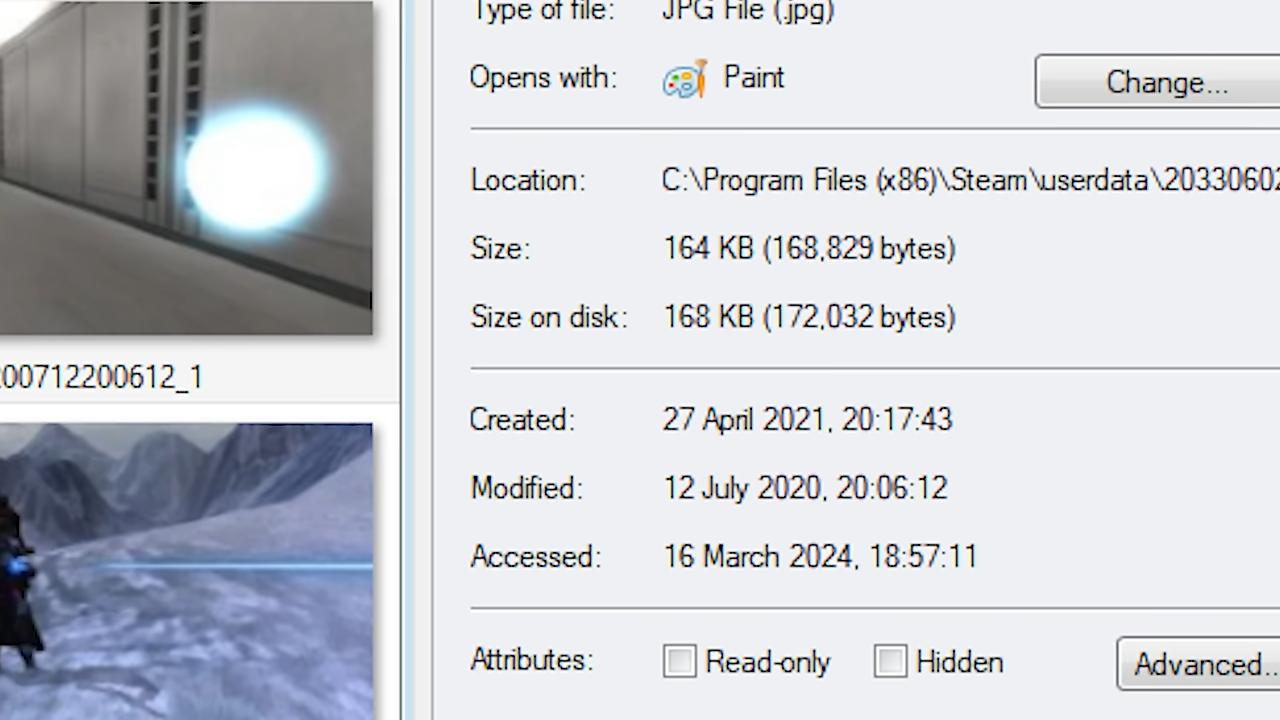 Type of file: JPG File (.jpg)
Opens with: Paint Change...
Location: C:\Program Files (x86)\Steam\userdata\20330602
Size: 164 KB (168,829 bytes)
Size on disk: 168 KB (172,032 bytes)
200712200612_1
Created: 27 April 2021, 20:17:43
Modified: 12 July 2020, 20:06:12
Accessed: 16 March 2024, 18:57:11
Attributes: Read-only Hidden Advanced...